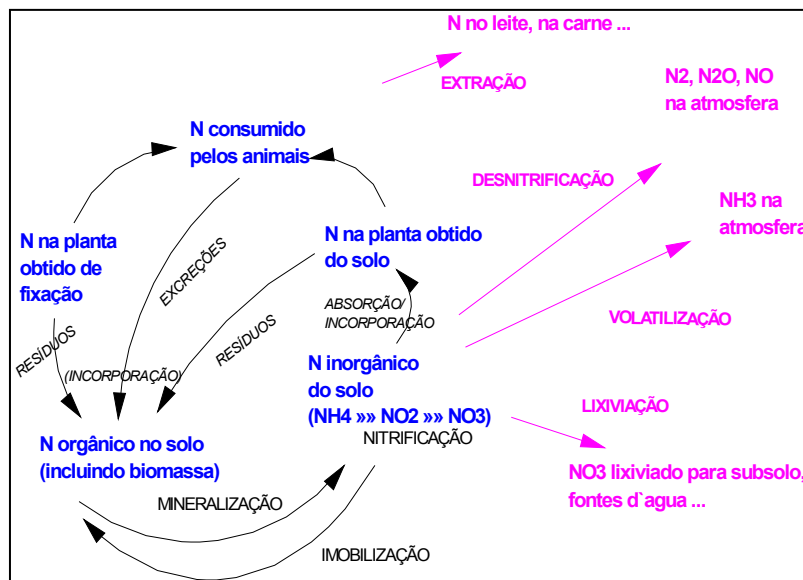 N no leite, na carne ...
EXTRAÇÃO
N2, N2O, NO
na atmosfera
N consumido
pelos animais
DESNITRIFICAÇÃO
NH3 na
atmosfera
N na planta
obtido de
fixação
EXCREÇÕES
N na planta obtido
do solo
ABSORÇÃO/
INCORPORAÇÃO
VOLATILIZAÇÃO
RESÍDUOS
(INCORPORAÇÃO)
RESÍDUOS
N inorgânico
do solo
(NH4 »» NO2 »» NO3)
NITRIFICAÇÃO
LIXIVIAÇÃO
N orgânico no solo
(incluindo biomassa)
NO3 lixiviado para subsolo,
fontes d`agua ...
MINERALIZAÇÃO
IMOBILIZAÇÃO